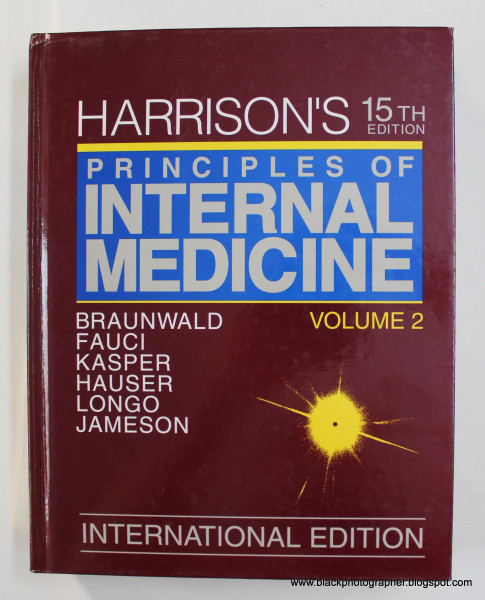 HARRISON'S 15TH
EDITION
PRINCIPLES OF
INTERNAL
MEDICINE
BRAUNWALD
FAUCI
KASPER
HAUSER
LONGO
JAMESON
VOLUME 2
INTERNATIONAL EDITION
www.blackphotographer.blogspot.com